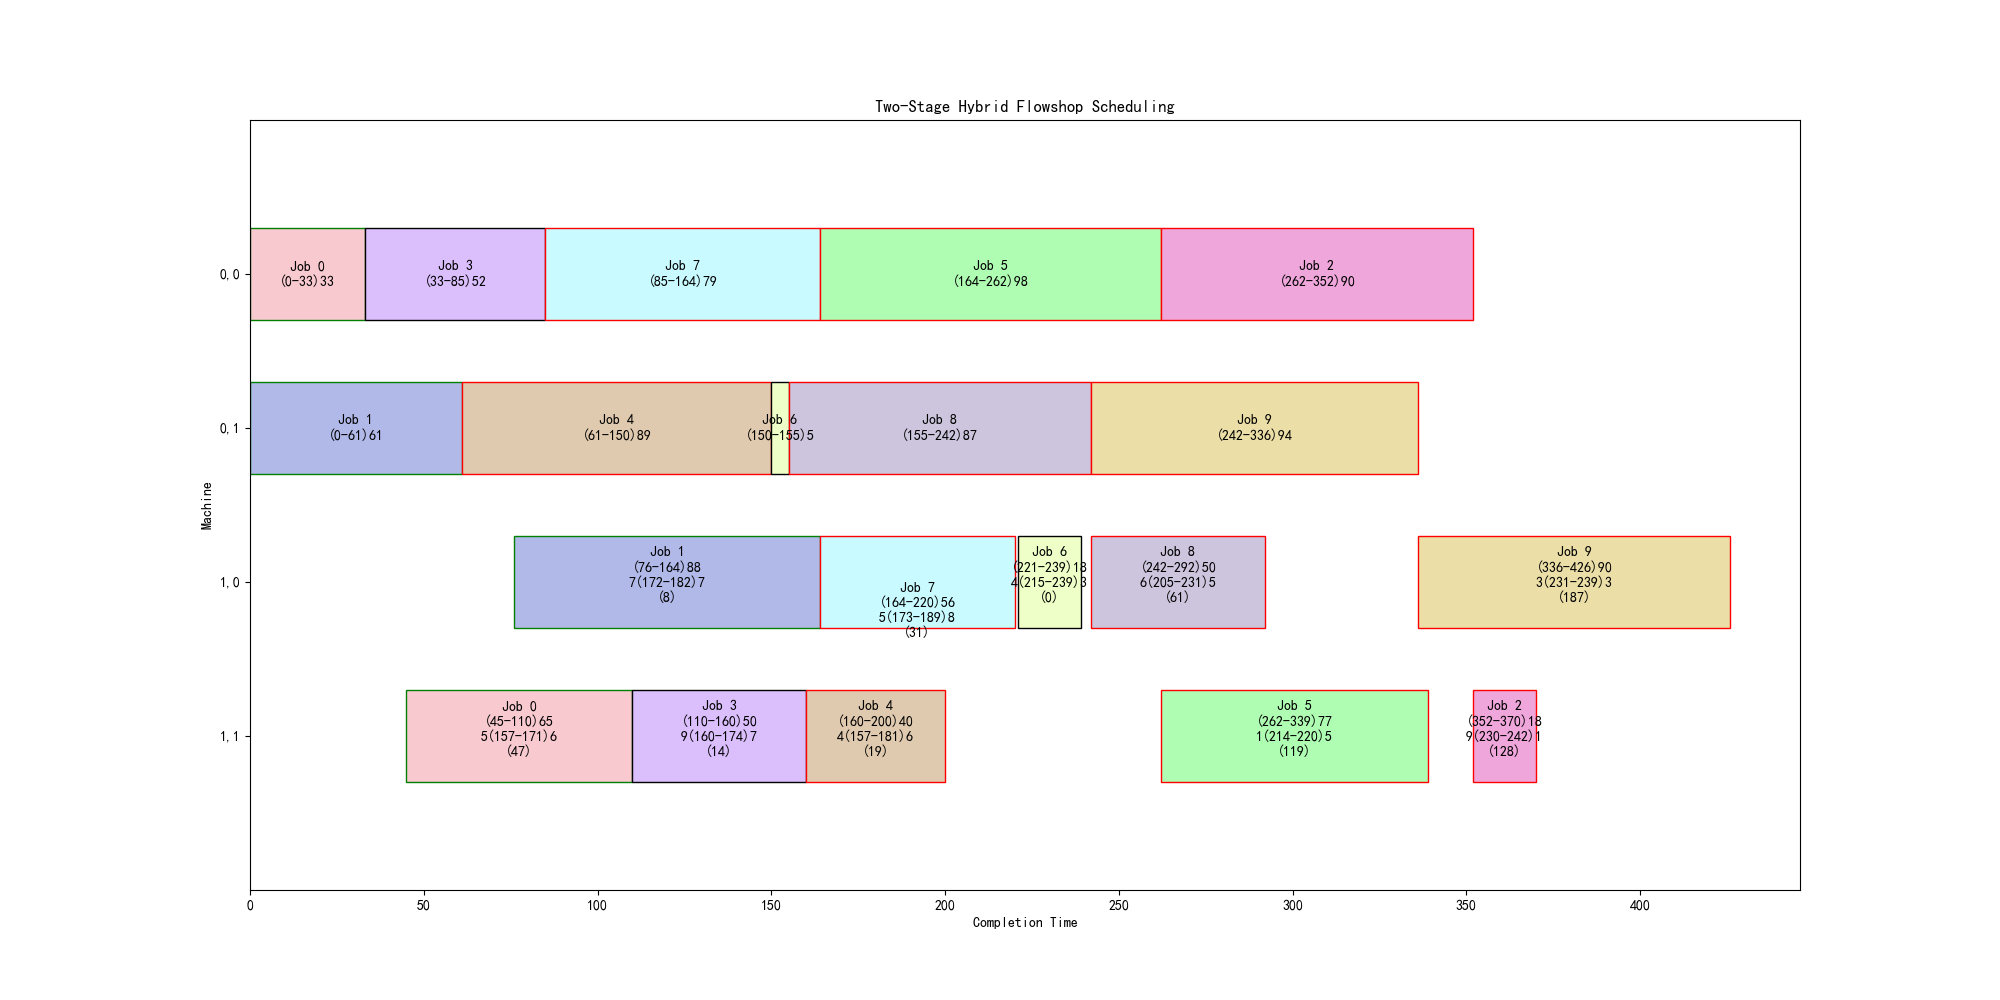 Two-Stage Hybrid Flowshop Scheduling
Machine
0,0
Job 0
(0-33)33
Job 3
(33-85)52
Job 7
(85-164)79
Job 5
(164-262)98
Job 2
(262-352)90
0,1
Job 1
(0-61)61
Job 4
(61-150)89
Job 6
(150-155)5
Job 8
(155-242)87
Job 9
(242-336)94
1,0
Job 1
(76-164)88
7(172-182)7
(8)
Job 7
(164-220)56
5(173-189)8
(31)
Job 6
(221-239)18
4(215-239)3
(0)
Job 8
(242-292)50
6(205-231)5
(61)
Job 9
(336-426)90
3(231-239)3
(187)
1,1
Job 0
(45-110)65
5(157-171)6
(47)
Job 3
(110-160)50
9(160-174)7
(14)
Job 4
(160-200)40
4(157-181)6
(19)
Job 5
(262-339)77
1(214-220)5
(119)
Job 2
(352-370)18
9(230-242)1
(128)
0 50 100 150 200 250 300 350 400
Completion Time